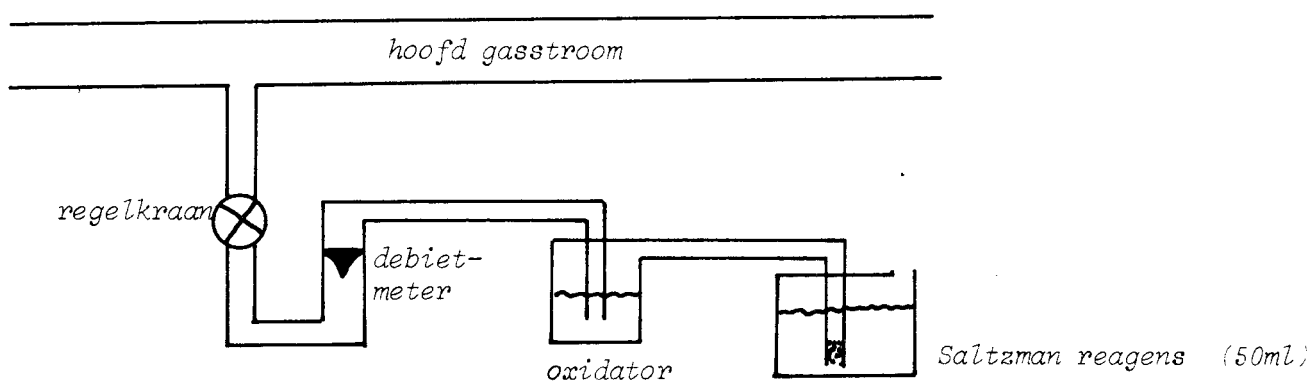 hoofd gasstroom
regelkraan
debiet-
meter
oxidator
Saltzman reagens (50ml)